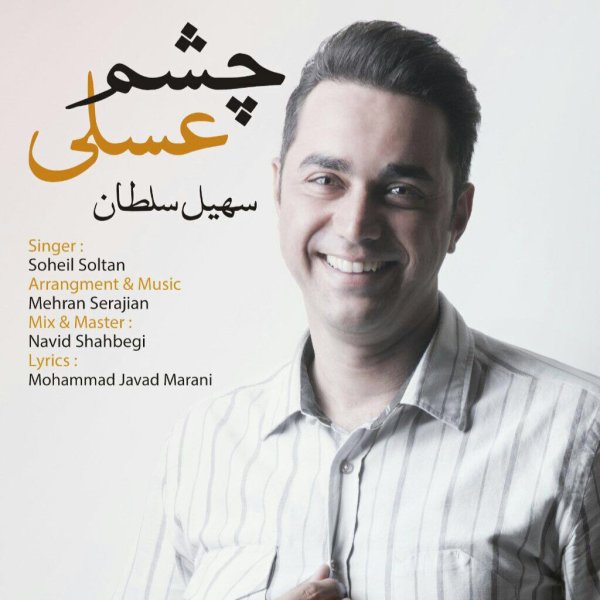 چشم
عسلی
سهیل سلطان
Singer :
Soheil Soltan
Arrangment & Music
Mehran Serajian
Mix & Master :
Navid Shahbegi
Lyrics :
Mohammad Javad Marani